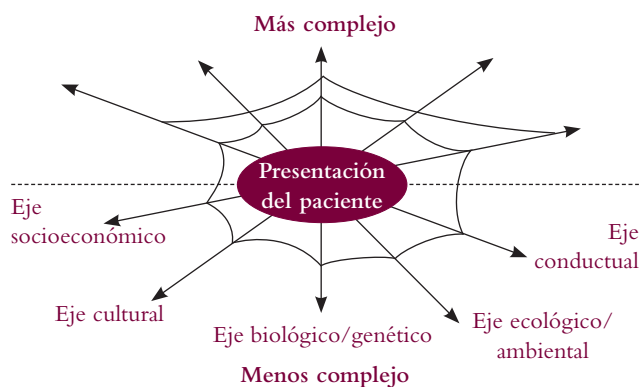 Más complejo
Presentación
del paciente
Eje
socioeconómico
Eje
conductual
Eje cultural
Eje biológico/genético
Eje ecológico/
ambiental
Menos complejo